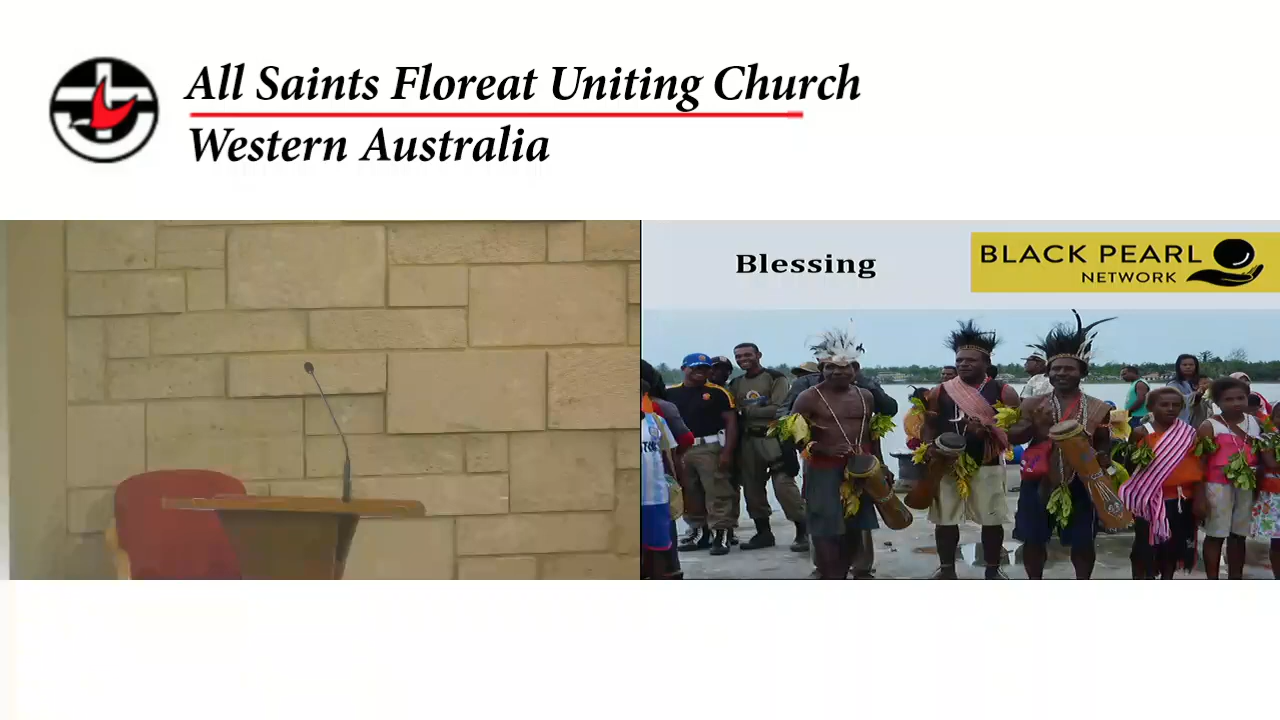 All Saints Floreat Uniting Church
Western Australia
Blessing
BLACK PEARL
NETWORK